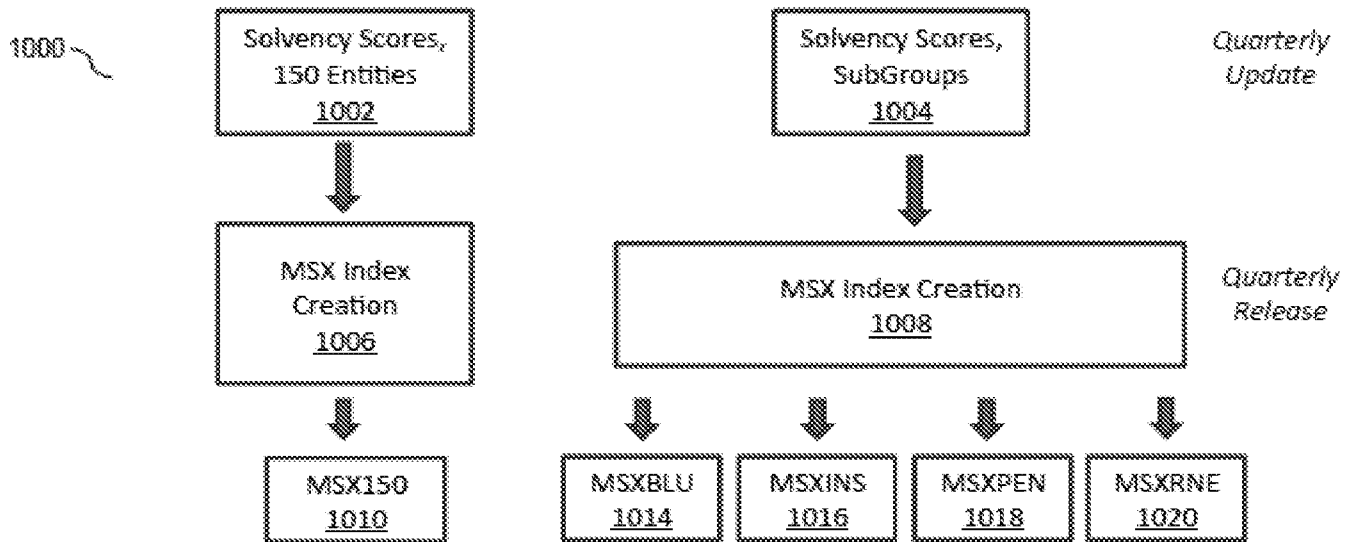 1000
Solvency Scores,
150 Entities
1002
Solvency Scores,
SubGroups
1004
Quarterly
Update
MSX Index
Creation
1006
MSX Index Creation
1008
Quarterly
Release
MSX150
1010
MSXBLU
1014
MSXINS
1016
MSXPEN
1018
MSXRNE
1020